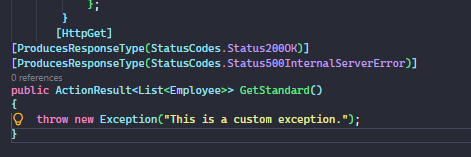 };
}
[HttpGet]
[ProducesResponseType(StatusCodes.Status200OK)]
[ProducesResponseType(StatusCodes.Status500InternalServerError)]
0 references
public ActionResult<List<Employee>> GetStandard()
{
throw new Exception("This is a custom exception.");
}